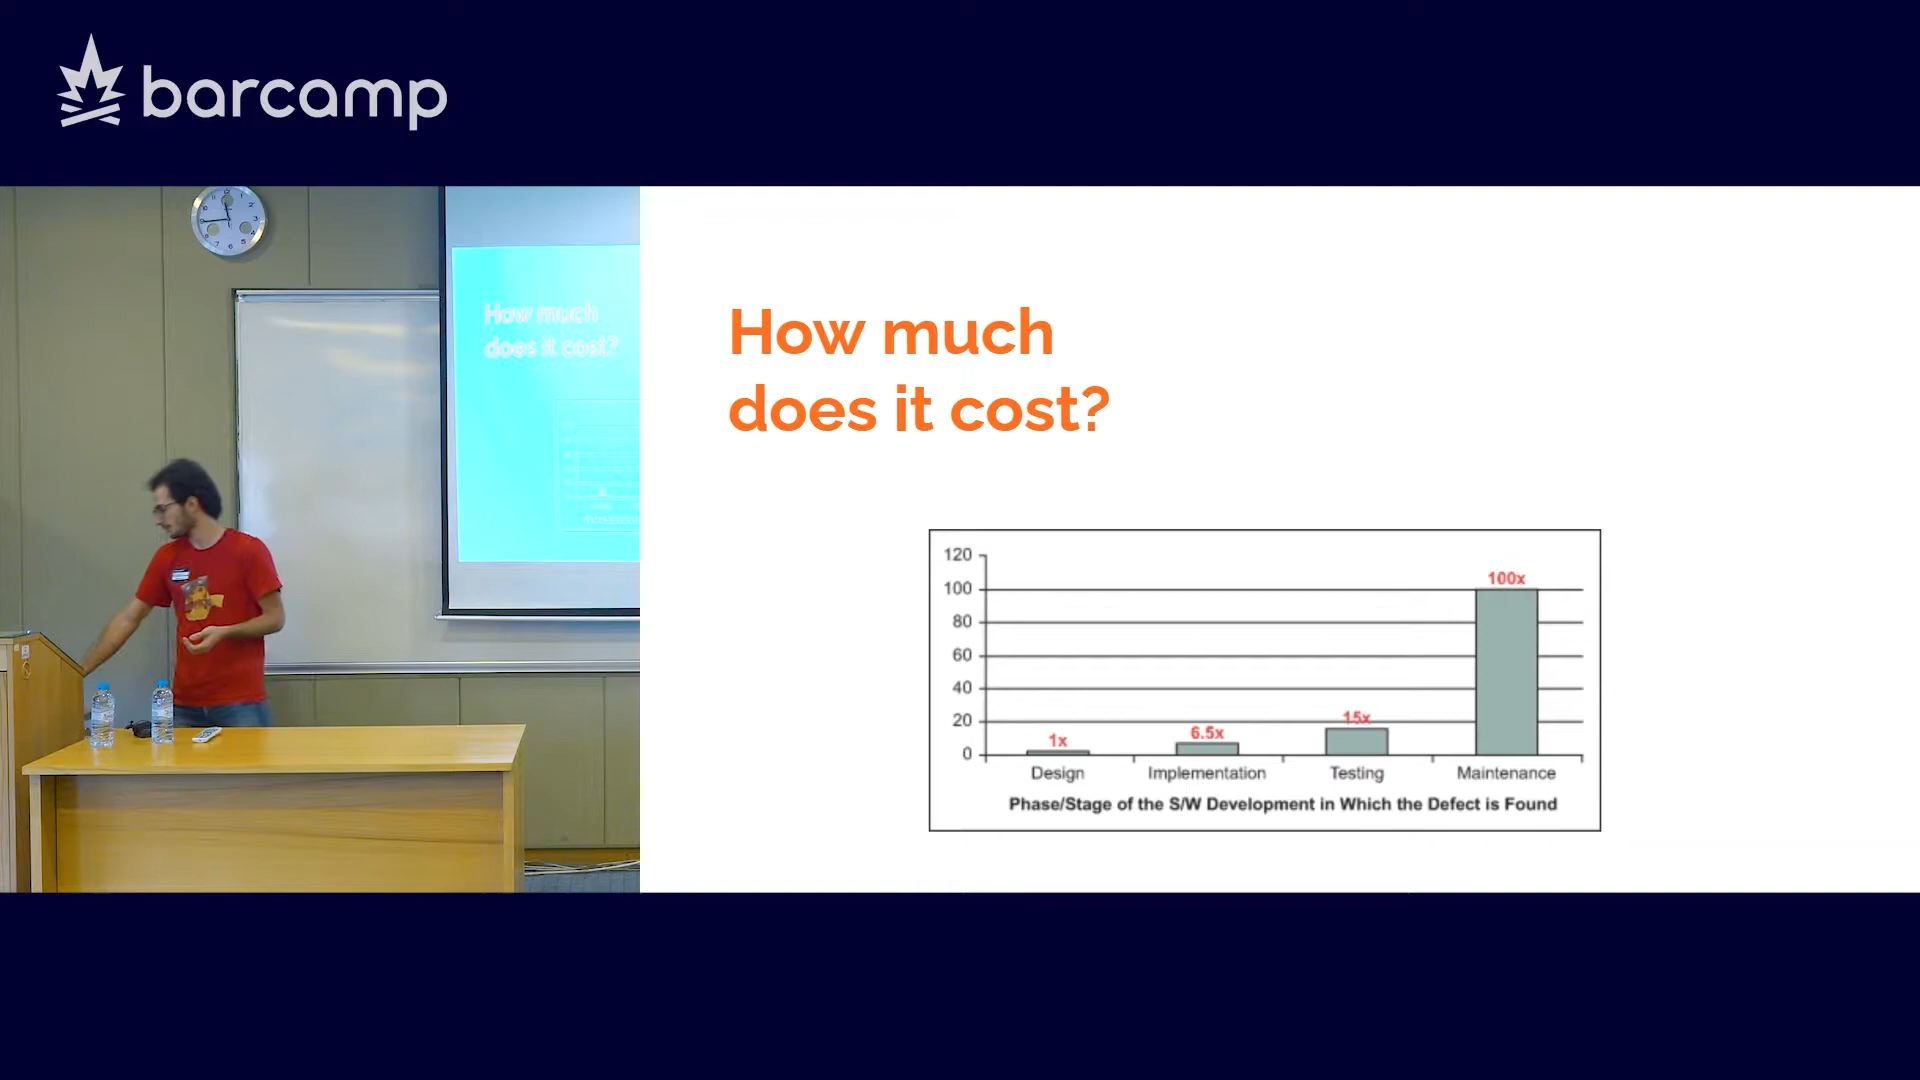 barcamp
How much
does it cost?
How much
does it cost?
120
100
80
60
40
20
0
1x
6.5x
15x
100x
Design
Implementation
Testing
Maintenance
Phase/Stage of the S/W Development in Which the Defect is Found